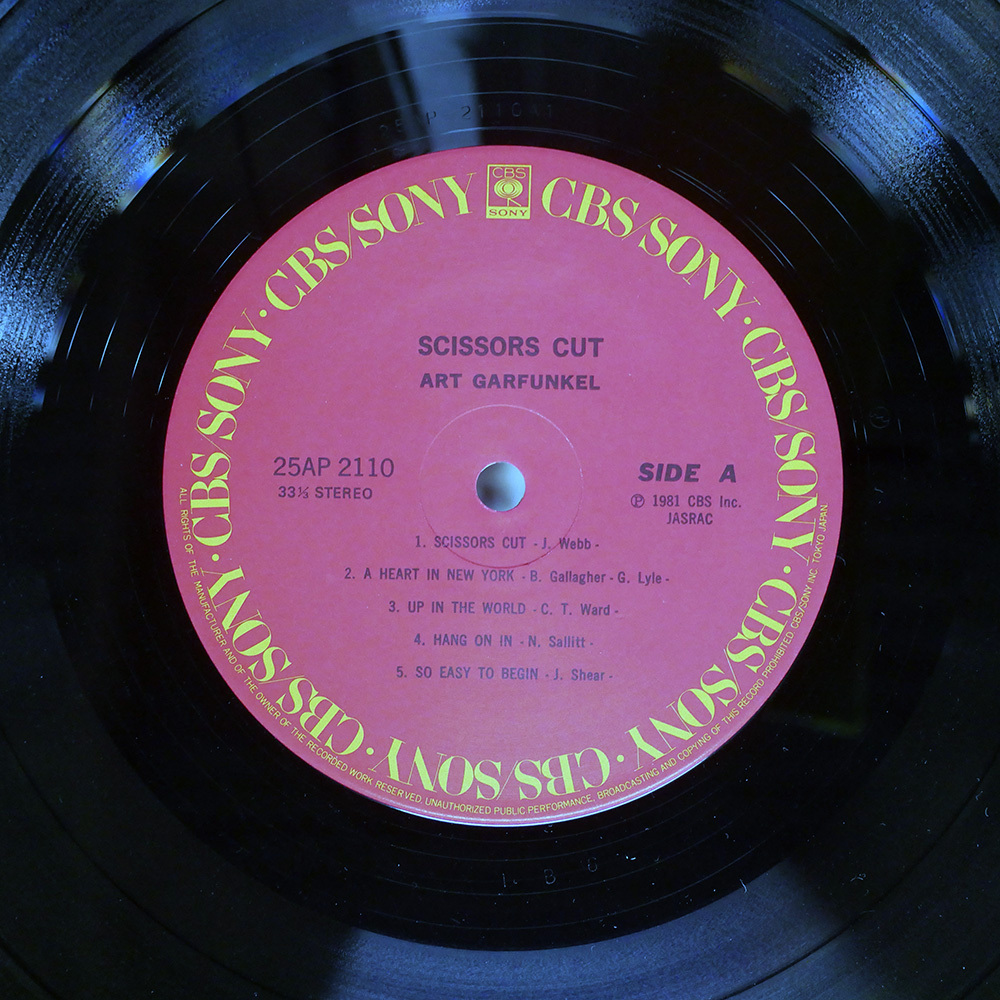 CBS/SONY · CBS/SONY · CBS/SONY · CBS/SONY · CBS/SONY · CBS/SONY · CBS/SONY · CBS/SONY
CBS
SONY
SCISSORS CUT
ART GARFUNKEL
25AP 2110
33⅓ STEREO
SIDE A
Ⓟ 1981 CBS Inc.
JASRAC
1. SCISSORS CUT - J. Webb -
2. A HEART IN NEW YORK - B. Gallagher - G. Lyle -
3. UP IN THE WORLD - C. T. Ward -
4. HANG ON IN - N. Sallitt -
5. SO EASY TO BEGIN - J. Shear -
ALL RIGHTS OF THE MANUFACTURER AND OF THE OWNER OF THE RECORDED WORK RESERVED. UNAUTHORIZED PUBLIC PERFORMANCE, BROADCASTING AND COPYING OF THIS RECORD PROHIBITED. CBS/SONY INC. TOKYO JAPAN